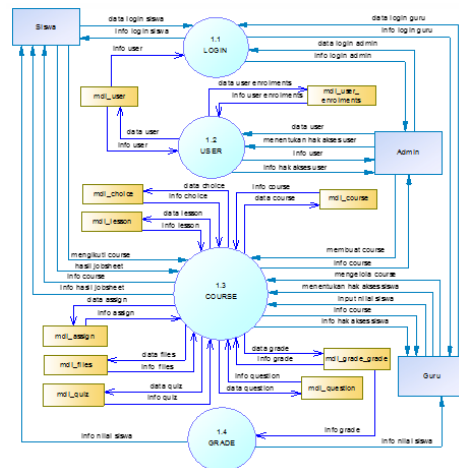 Siswa
data login siswa
info login siswa
1.1
LOGIN
data login guru
info login guru
data login admin
info login admin
info user
mdl_user
data user enrolments
info user enrolments
mdl_user_
enrolments
data user
info user
1.2
USER
data user
menentukan hak akses user
info user
info hak akses user
Admin
mdl_choice
data choice
info choice
mdl_lesson
data lesson
info lesson
info course
data course
mdl_course
mengikuti course
hasil jobsheet
info course
info hasil jobsheet
1.3
COURSE
membuat course
info course
mengelola course
menentukan hak akses siswa
input nilai siswa
info course
info hak akses siswa
data assign
info assign
mdl_assign
data files
info files
mdl_files
data quiz
info quiz
mdl_quiz
data grade
info grade
mdl_grade_grade
info question
data question
mdl_question
Guru
1.4
GRADE
info grade
info nilai siswa
info nilai siswa